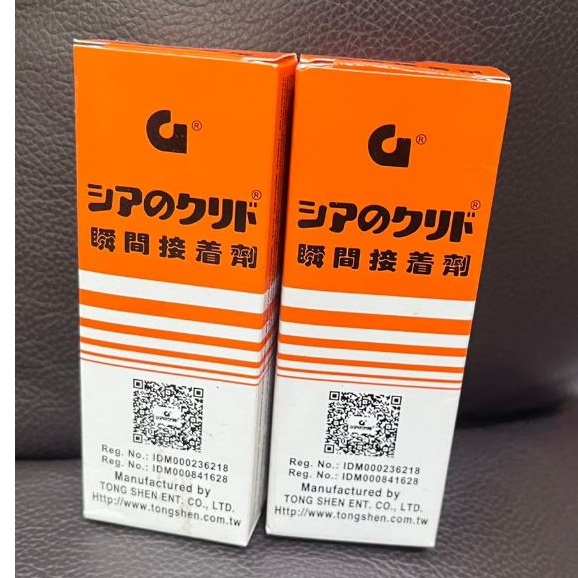 G®
シアのクリド®
瞬間接着劑
Reg. No.: IDM000236218
Reg. No.: IDM000841628
Manufactured by
TONG SHEN ENT. CO., LTD.
Http://www.tongshen.com.tw
G®
シアのクリド®
瞬間接着劑
Reg. No.: IDM000236218
Reg. No.: IDM000841628
Manufactured by
TONG SHEN ENT. CO., LTD.
Http://www.tongshen.com.tw